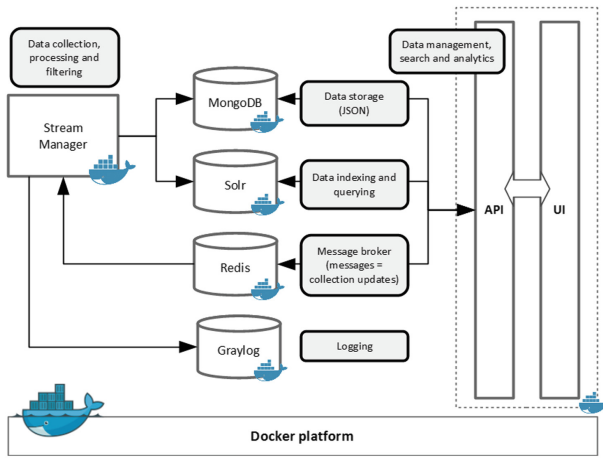 Data collection,
processing and
filtering
Data management,
search and analytics
Stream
Manager
MongoDB
Data storage
(JSON)
Solr
Data indexing and
querying
API
UI
Redis
Message broker
(messages =
collection updates)
Graylog
Logging
Docker platform